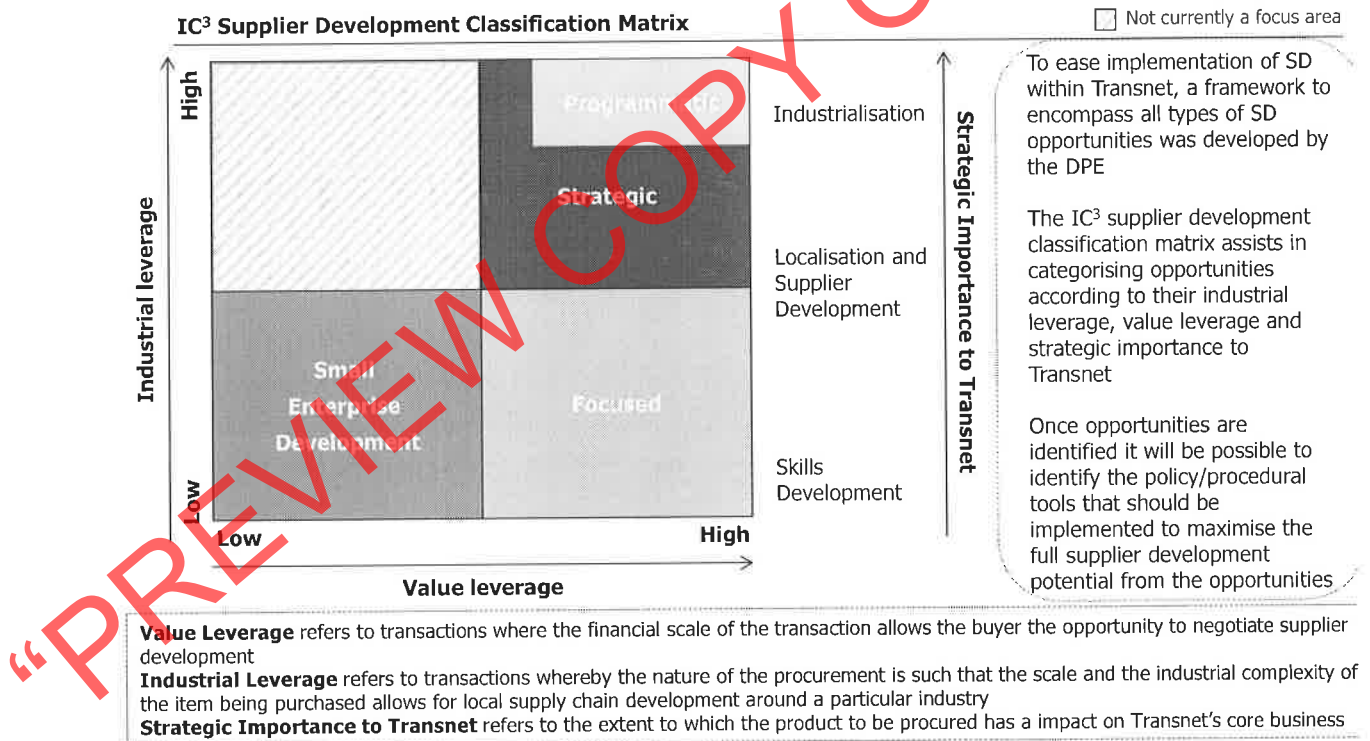 IC³ Supplier Development Classification Matrix
Not currently a focus area
High
Industrial leverage
Low
Programmatic
Strategic
Small
Enterprise
Development
Focused
Low
High
Value leverage
Industrialisation
Localisation and
Supplier
Development
Skills
Development
Strategic Importance to Transnet
To ease implementation of SD
within Transnet, a framework to
encompass all types of SD
opportunities was developed by
the DPE
The IC³ supplier development
classification matrix assists in
categorising opportunities
according to their industrial
leverage, value leverage and
strategic importance to
Transnet
Once opportunities are
identified it will be possible to
identify the policy/procedural
tools that should be
implemented to maximise the
full supplier development
potential from the opportunities
Value Leverage refers to transactions where the financial scale of the transaction allows the buyer the opportunity to negotiate supplier
development
Industrial Leverage refers to transactions whereby the nature of the procurement is such that the scale and the industrial complexity of
the item being purchased allows for local supply chain development around a particular industry
Strategic Importance to Transnet refers to the extent to which the product to be procured has a impact on Transnet's core business
“PREVIEW COPY